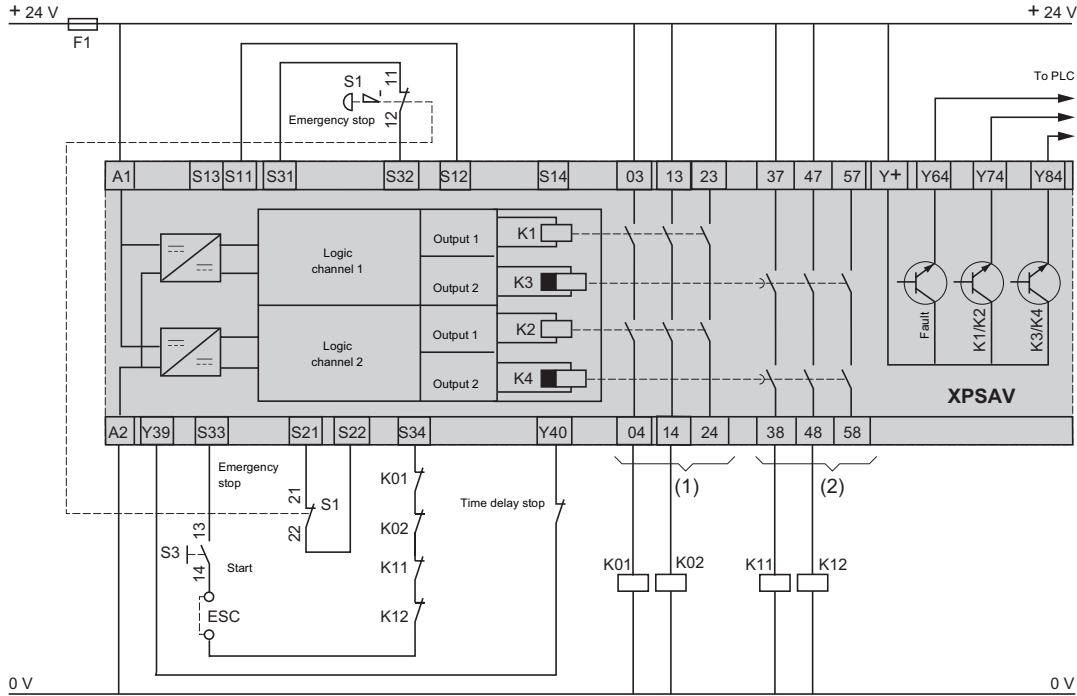 + 24 V
+ 24 V
F1
To PLC
S1
11
Emergency stop
12
A1
S13
S11
S31
S32
S12
S14
03
13
23
37
47
57
Y+
Y64
Y74
Y84
Logic
channel 1
Output 1
K1
Output 2
K3
Logic
channel 2
Output 1
K2
Output 2
K4
Fault
K1/K2
K3/K4
XPSAV
A2
Y39
S33
S21
S22
S34
Y40
04
14
24
38
48
58
Emergency
stop
21
S1
22
K01
K02
K11
K12
Time delay stop
(1)
(2)
13
S3
14
Start
ESC
K01
K02
K11
K12
0 V
0 V